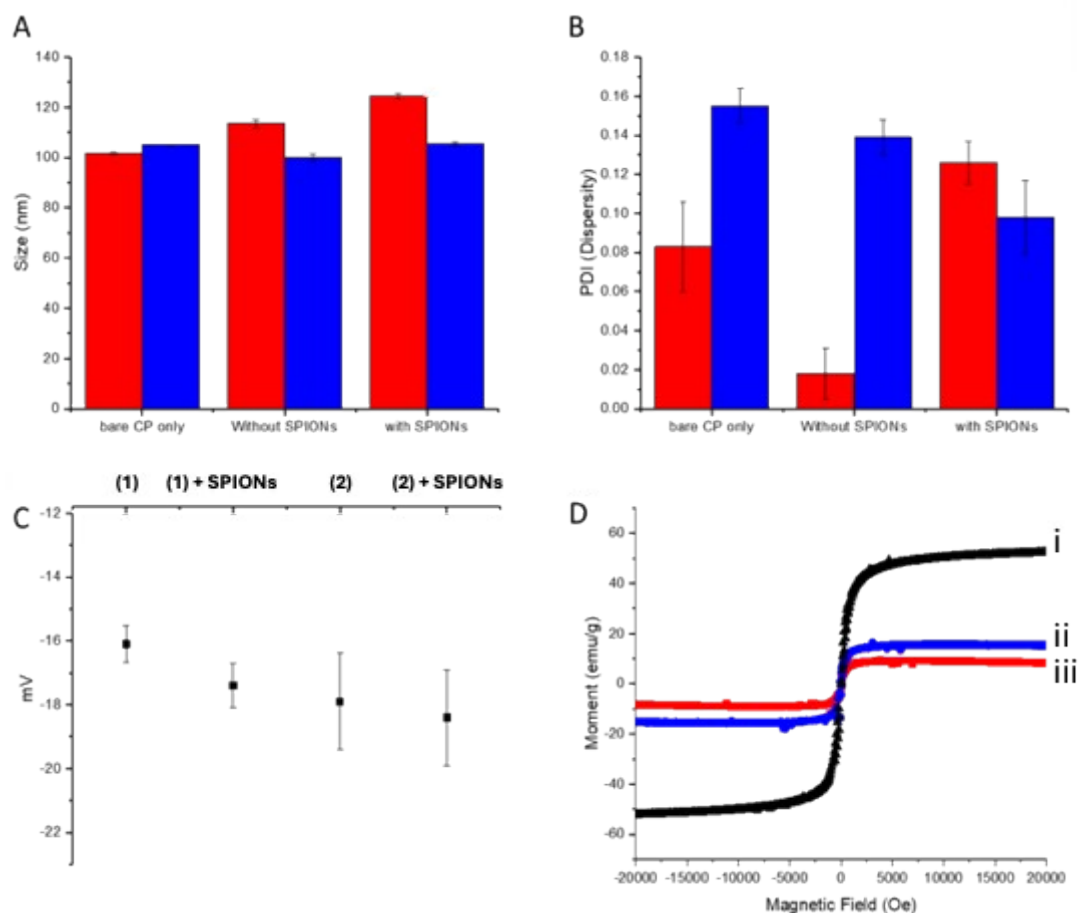 A
Size (nm)
140
120
100
80
60
40
20
0
bare CP only
Without SPIONs
with SPIONs
B
PDI (Dispersity)
0.18
0.16
0.14
0.12
0.10
0.08
0.06
0.04
0.02
0.00
bare CP only
Without SPIONs
with SPIONs
C
(1)
(1) + SPIONs
(2)
(2) + SPIONs
mV
-12
-14
-16
-18
-20
-22
D
Moment (emu/g)
60
40
20
0
-20
-40
-60
i
ii
iii
-20000
-15000
-10000
-5000
0
5000
10000
15000
20000
Magnetic Field (Oe)